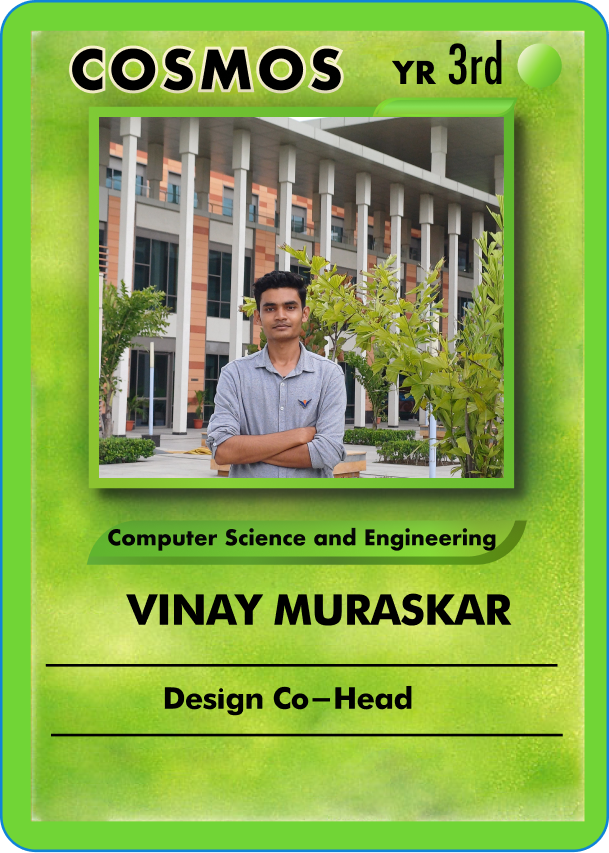 COSMOS YR 3rd
Computer Science and Engineering
VINAY MURASKAR
Design Co-Head